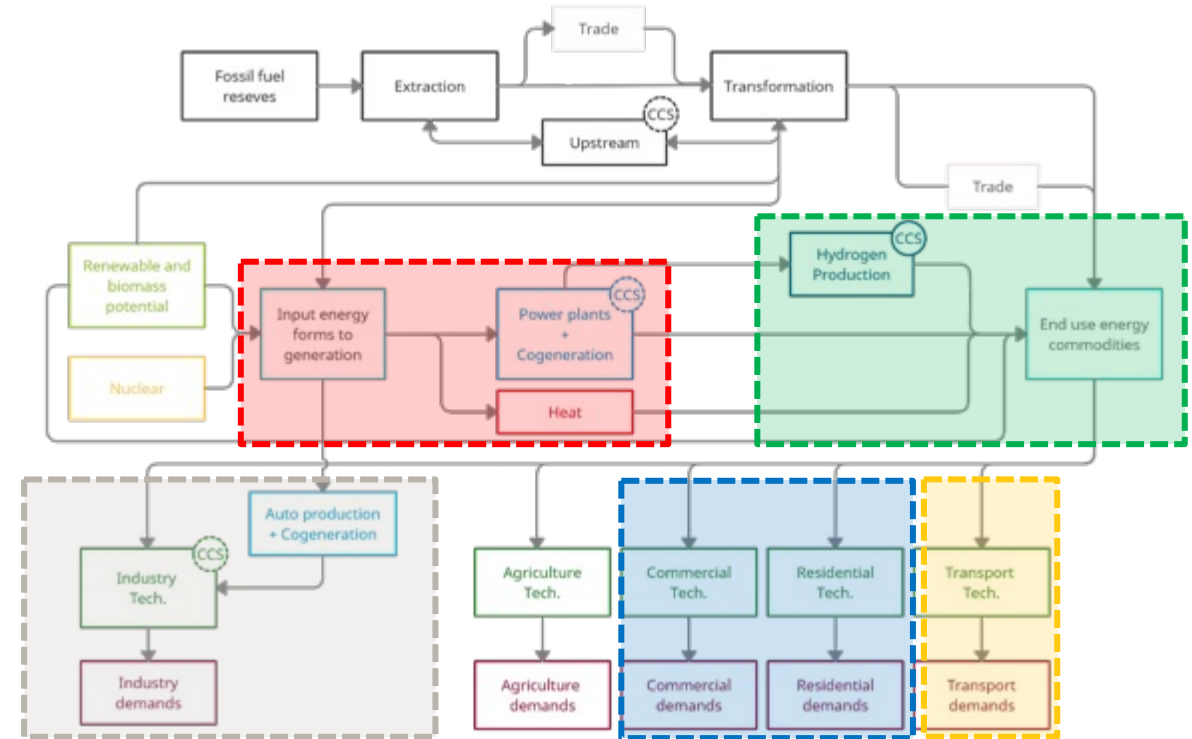 Trade
Fossil fuel
reseves
Extraction
Transformation
CCS
Upstream
Trade
Renewable and
biomass
potential
Nuclear
Input energy
forms to
generation
CCS
Power plants
+
Cogeneration
Heat
CCS
Hydrogen
Production
End use energy
commodities
Auto production
+ Cogeneration
CCS
Industry
Tech.
Industry
demands
Agriculture
Tech.
Commercial
Tech.
Residential
Tech.
Transport
Tech.
Agriculture
demands
Commercial
demands
Residential
demands
Transport
demands